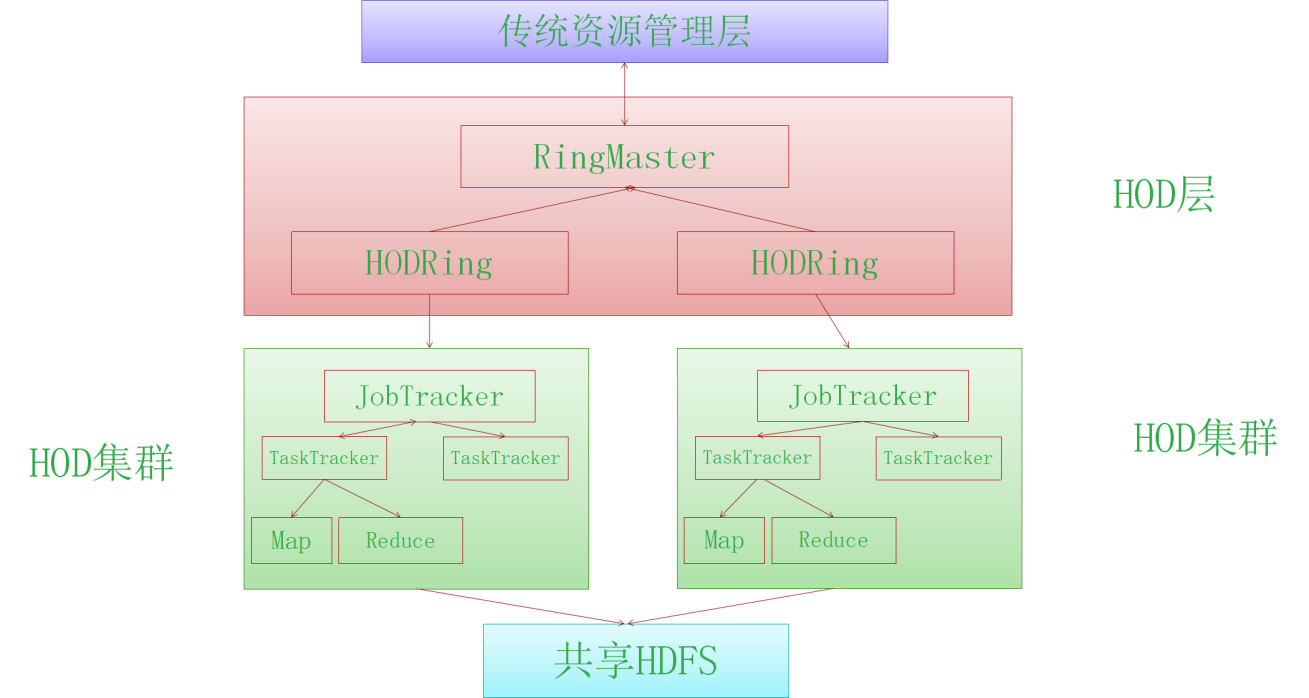 传统资源管理层
RingMaster
HOD层
HODRing
HODRing
JobTracker
JobTracker
HOD集群
TaskTracker
TaskTracker
TaskTracker
TaskTracker
HOD集群
Map
Reduce
Map
Reduce
共享HDFS